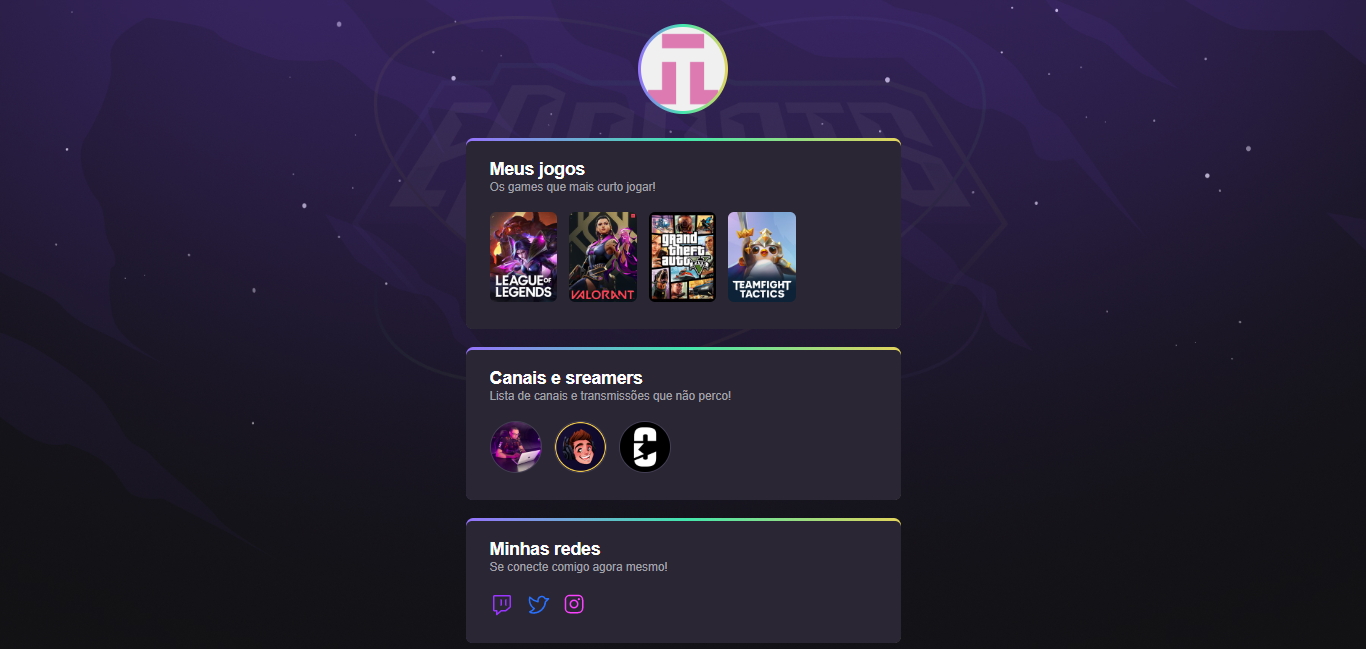 Meus jogos
Os games que mais curto jogar!
LEAGUE OF
LEGENDS
VALORANT
grand
theft
auto
V
TEAMFIGHT
TACTICS
Canais e sreamers
Lista de canais e transmissões que não perco!
Minhas redes
Se conecte comigo agora mesmo!